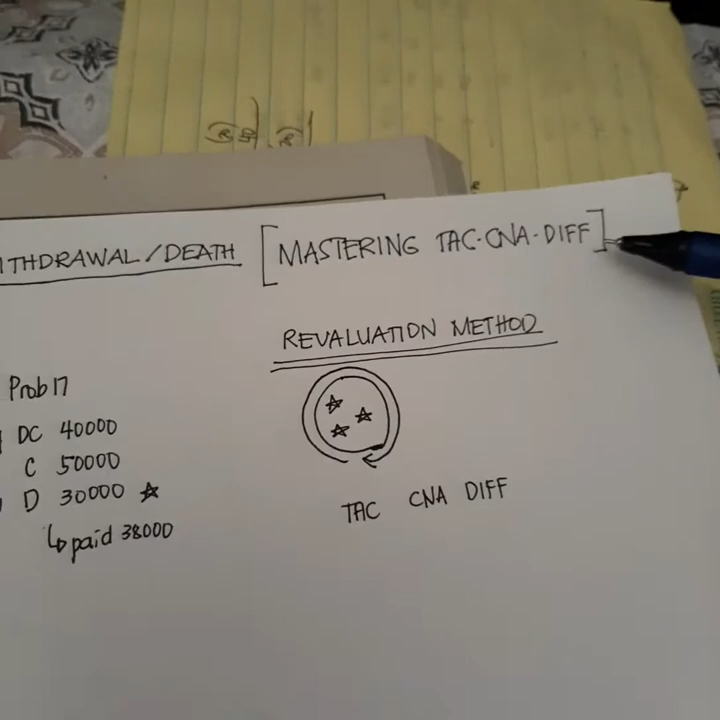 ITHDRAWAL/DEATH [MASTERING TAC-CNA-DIFF]
REVALUATION METHOD
Prob 17
DC 40000
C 50000
D 30000 ☆
↳ paid 38000
TAC CNA DIFF